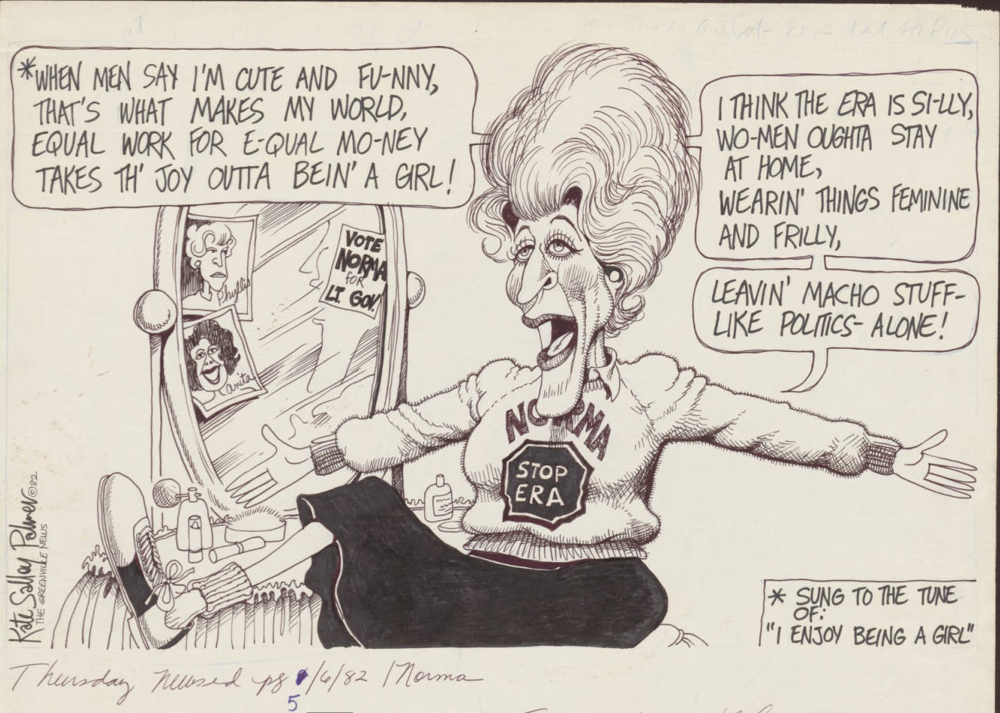 *WHEN MEN SAY I'M CUTE AND FU-NNY,
THAT'S WHAT MAKES MY WORLD,
EQUAL WORK FOR E-QUAL MO-NEY
TAKES TH' JOY OUTTA BEIN' A GIRL!
I THINK THE ERA IS SI-LLY,
WO-MEN OUGHTA STAY
AT HOME,
WEARIN' THINGS FEMININE
AND FRILLY,
LEAVIN' MACHO STUFF-
LIKE POLITICS- ALONE!
Phyllis
anita
VOTE
NORMA
for
LT. GOV!
NORMA
STOP
ERA
Kate Salley Palmer ©82
THE GREENVILLE NEWS
* SUNG TO THE TUNE
OF:
"I ENJOY BEING A GIRL"
Thursday pg /6/82 Norma
5